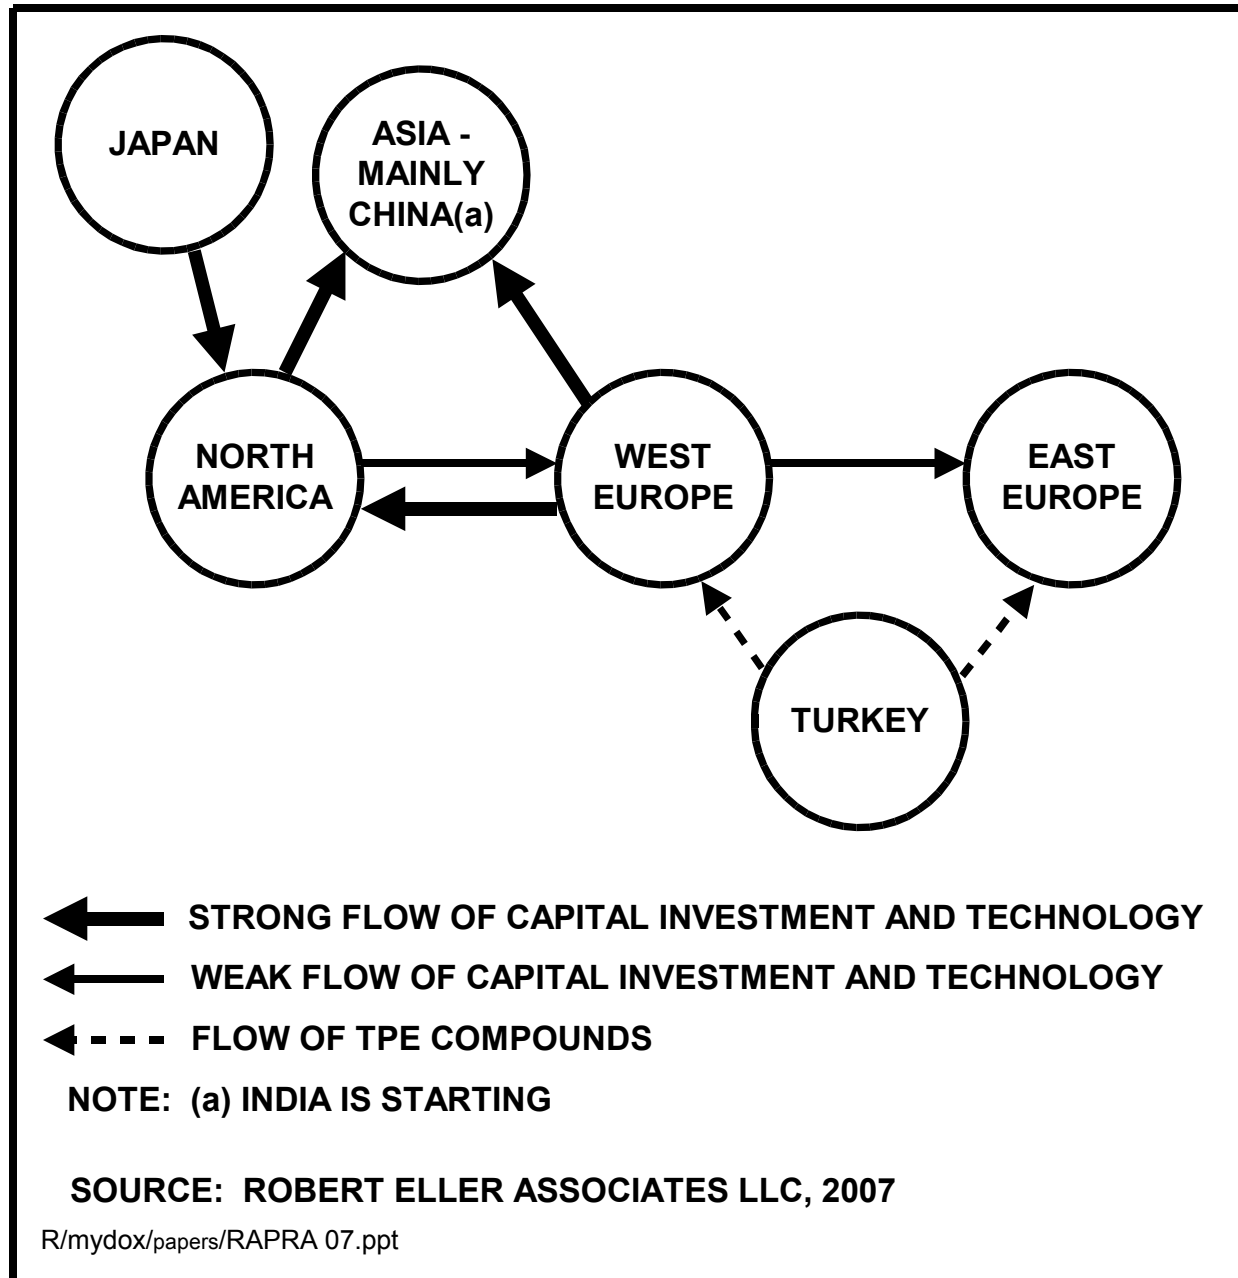 JAPAN
ASIA -
MAINLY
CHINA(a)
NORTH
AMERICA
WEST
EUROPE
EAST
EUROPE
TURKEY
STRONG FLOW OF CAPITAL INVESTMENT AND TECHNOLOGY
WEAK FLOW OF CAPITAL INVESTMENT AND TECHNOLOGY
FLOW OF TPE COMPOUNDS
NOTE: (a) INDIA IS STARTING
SOURCE: ROBERT ELLER ASSOCIATES LLC, 2007
R/mydox/papers/RAPRA 07.ppt